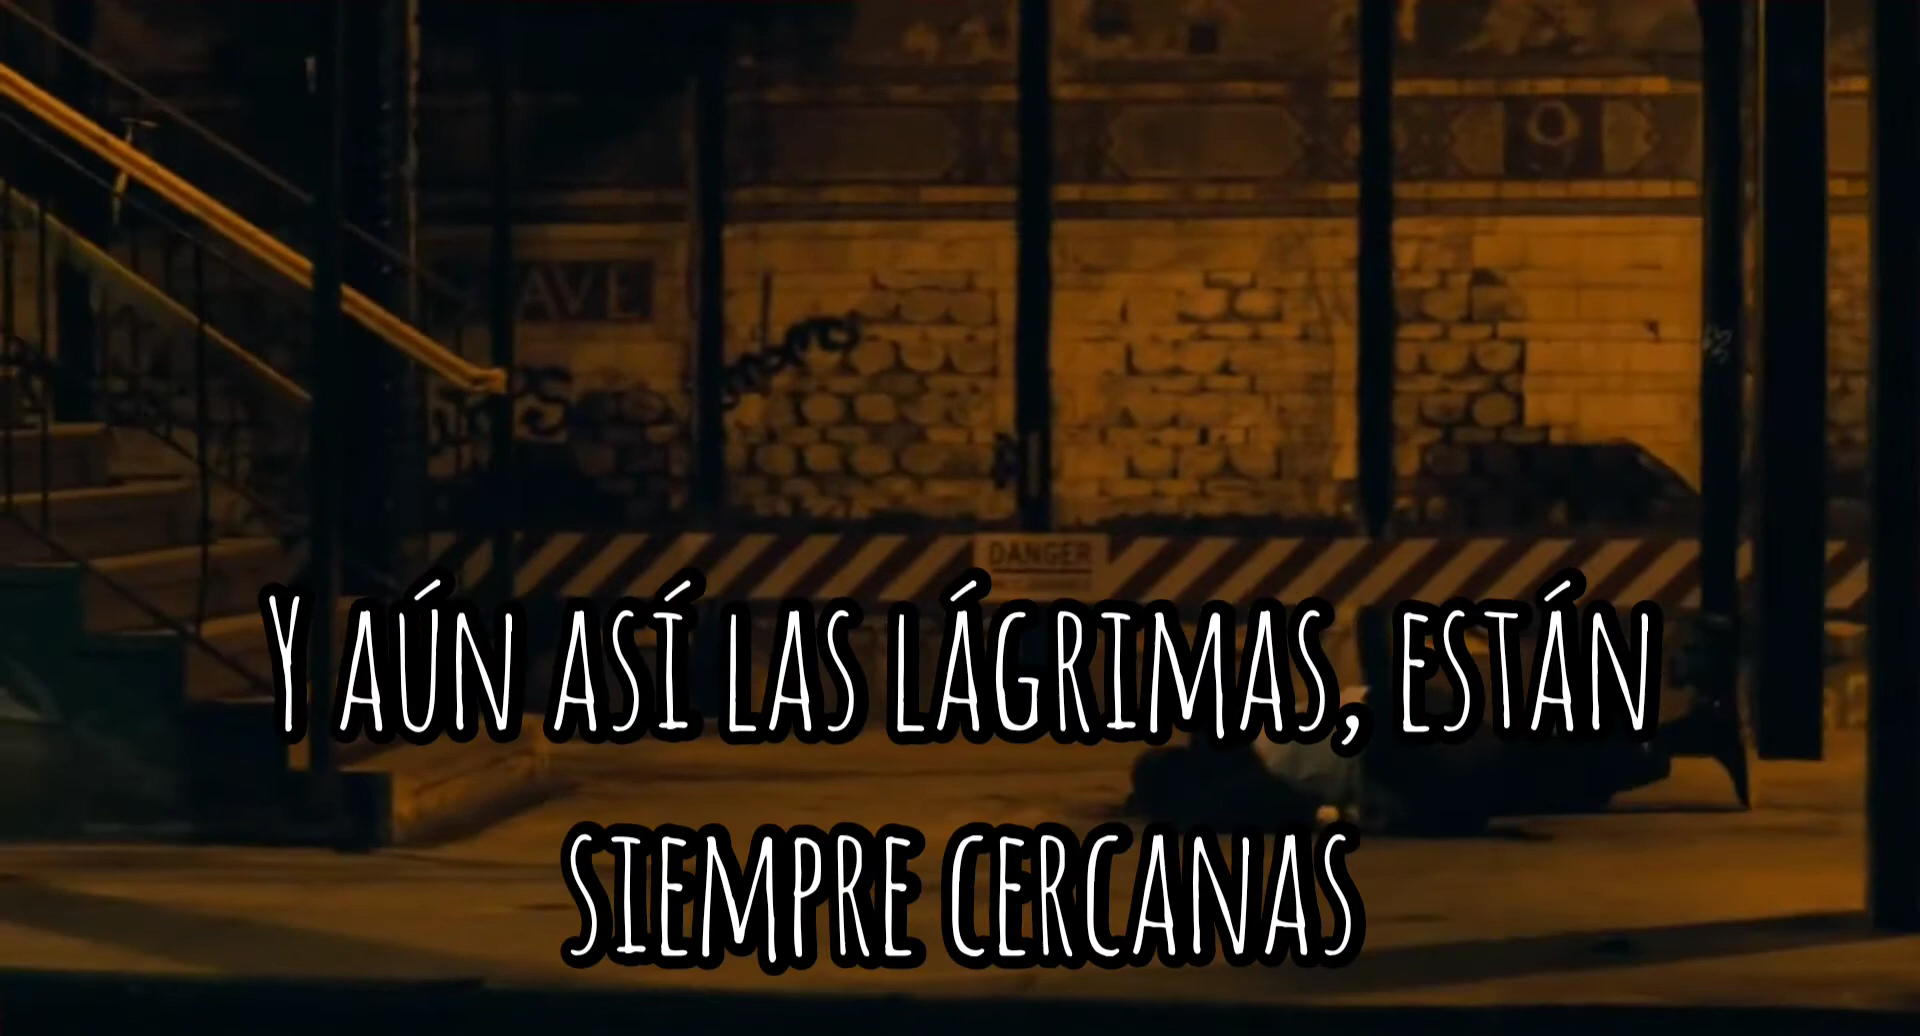 AVE
DANGER
Y AÚN ASÍ LAS LÁGRIMAS, ESTÁN
SIEMPRE CERCANAS